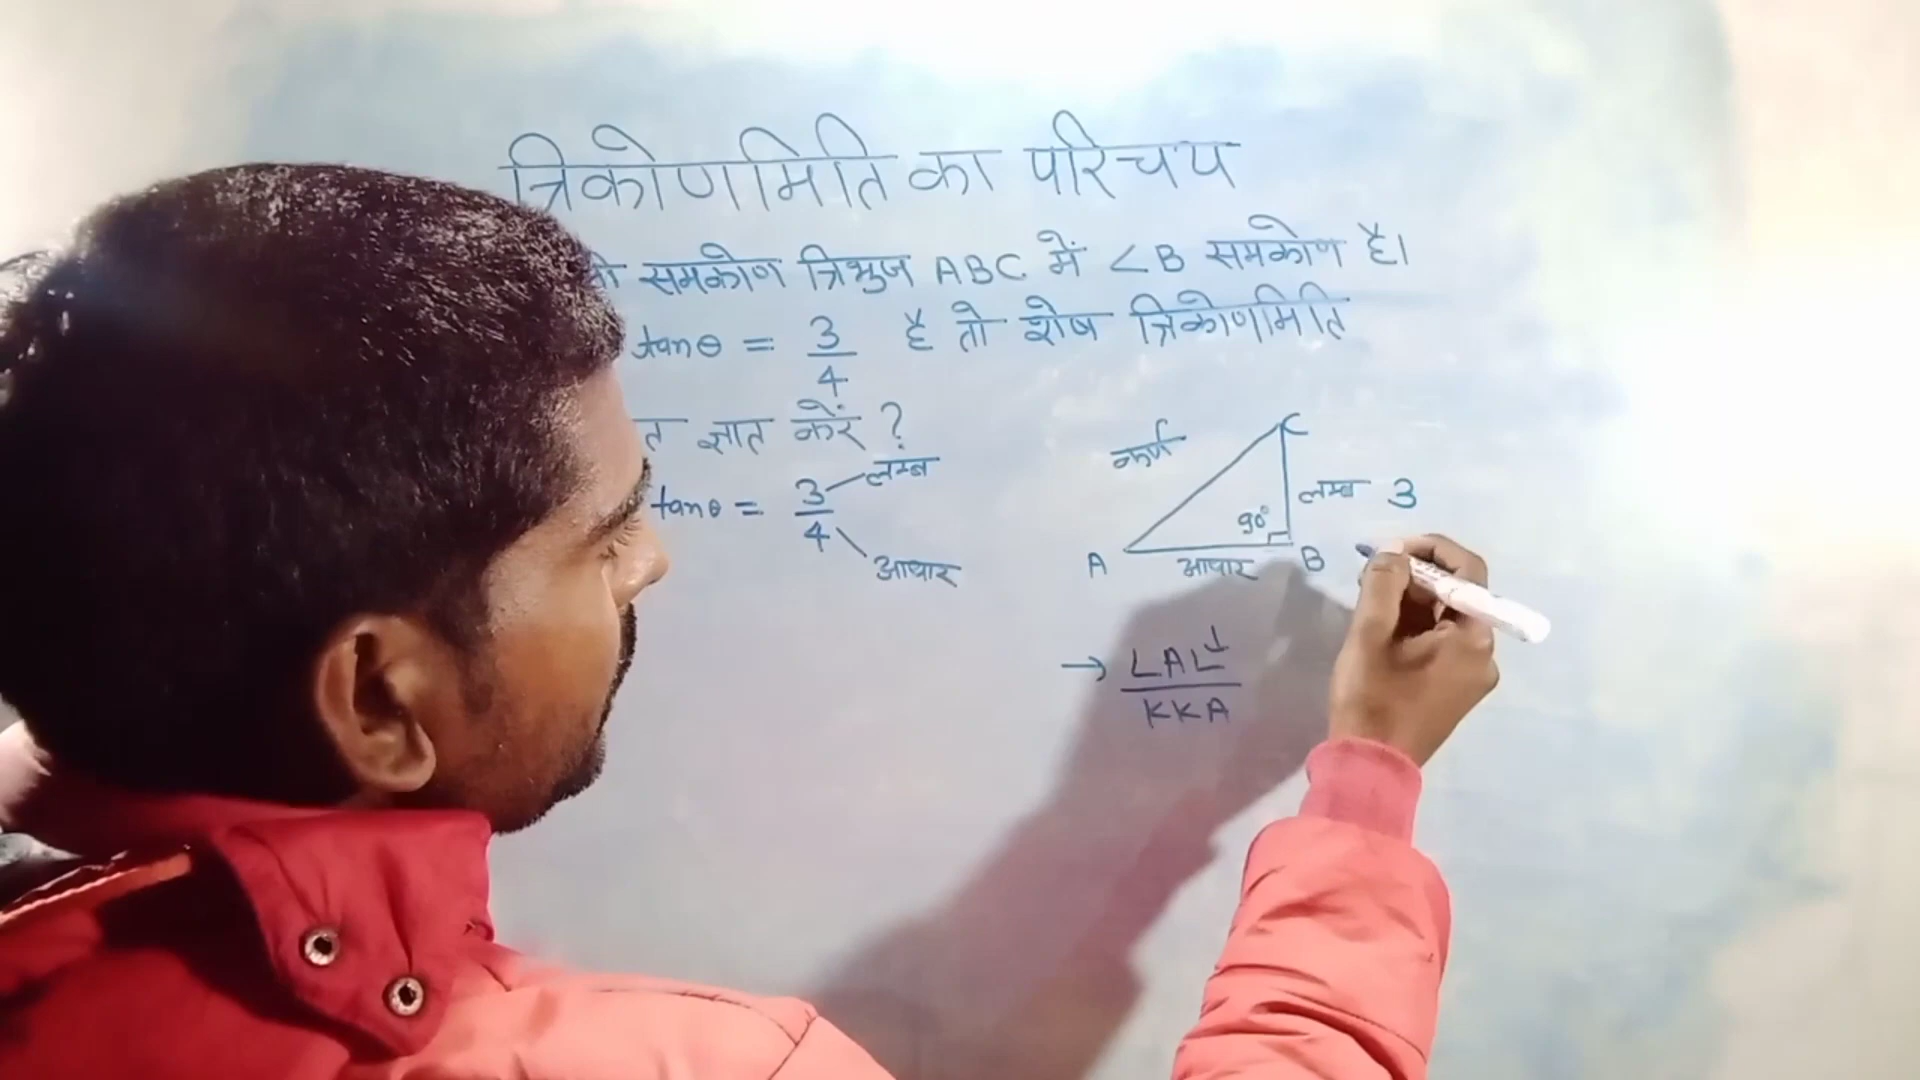 त्रिकोणमिति का परिचय
समकोण त्रिभुज ABC में ∠B समकोण है।
tanθ = 3/4 है तो शेष त्रिकोणमिति
ज्ञात करें ?
tanθ = 3/4
लम्ब
आधार
कर्ण
C
लम्ब 3
90°
A
आधार
B
→ LAL
KKA